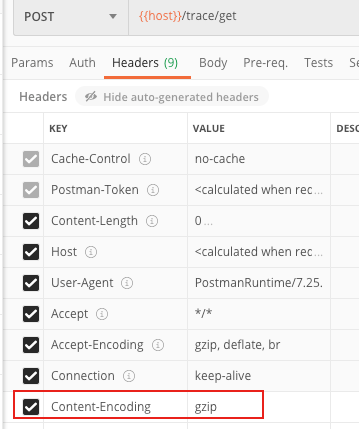 POST {{host}}/trace/get
Params Auth Headers (9) Body Pre-req. Tests
Headers Hide auto-generated headers
KEY VALUE
Cache-Control no-cache
Postman-Token <calculated when rec...
Content-Length 0...
Host <calculated when rec...
User-Agent PostmanRuntime/7.25.
Accept */*
Accept-Encoding gzip, deflate, br
Connection keep-alive
Content-Encoding gzip